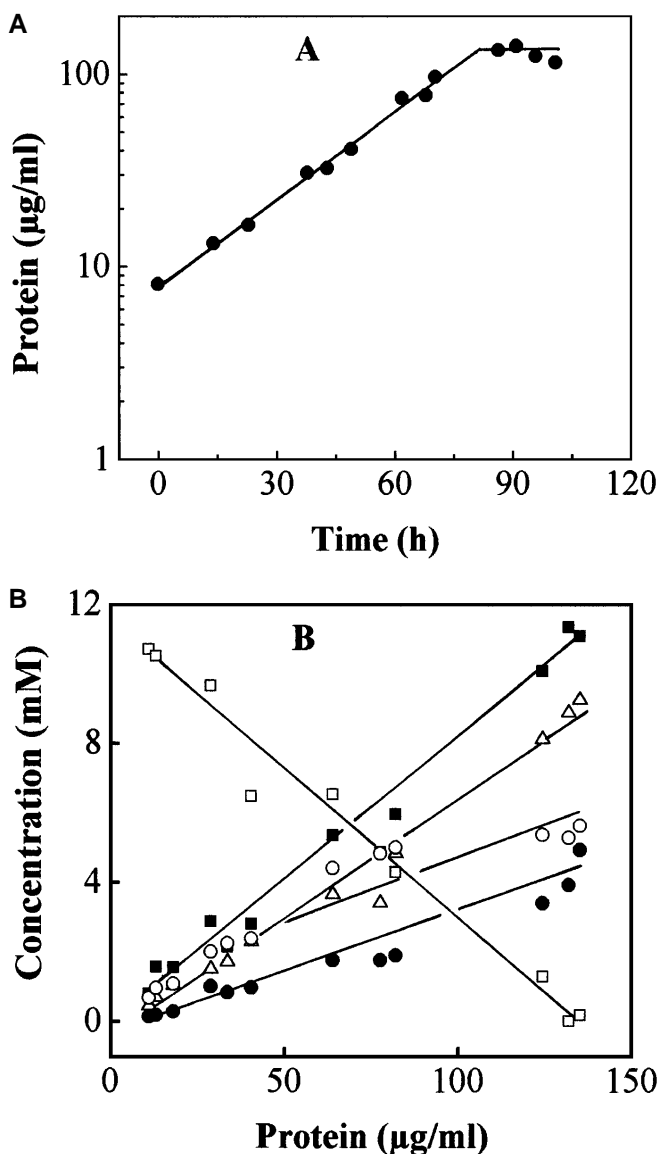 A
A
100
10
1
Protein (µg/ml)
0 30 60 90 120
Time (h)
B
B
12
8
4
0
Concentration (mM)
0 50 100 150
Protein (µg/ml)